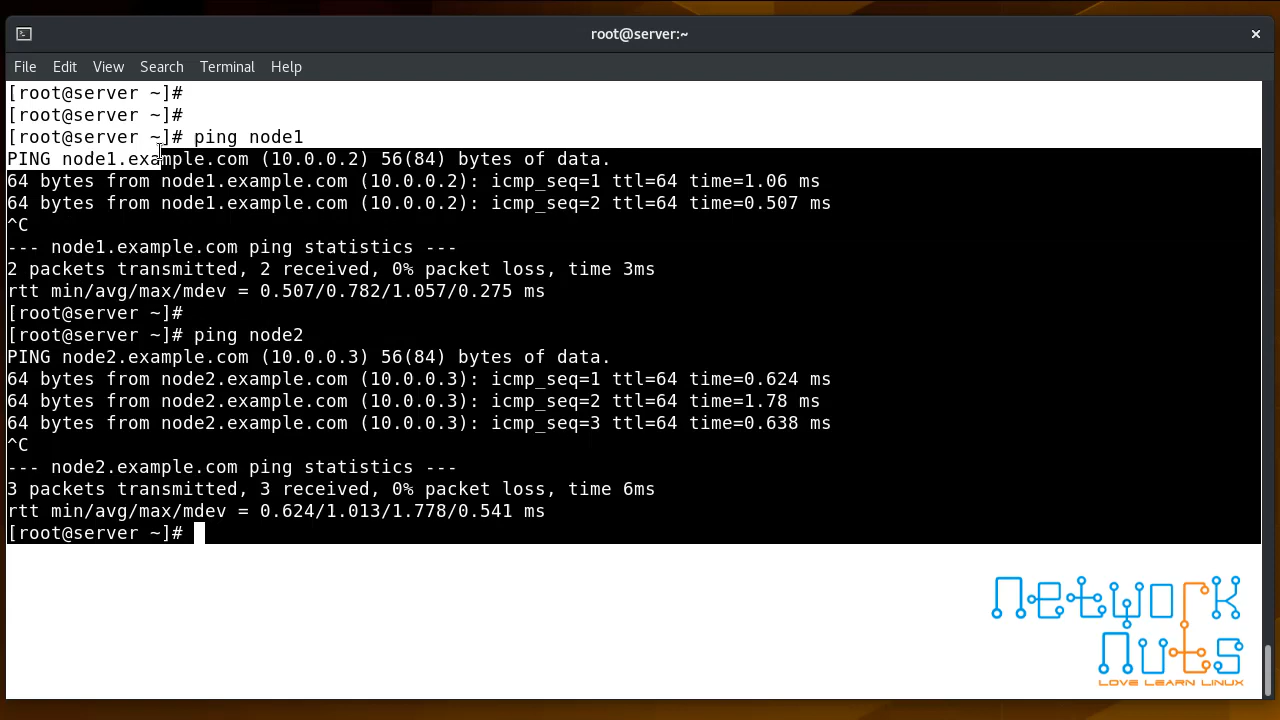 root@server:~
File Edit View Search Terminal Help
[root@server ~]#
[root@server ~]#
[root@server ~]# ping node1
PING node1.example.com (10.0.0.2) 56(84) bytes of data.
64 bytes from node1.example.com (10.0.0.2): icmp_seq=1 ttl=64 time=1.06 ms
64 bytes from node1.example.com (10.0.0.2): icmp_seq=2 ttl=64 time=0.507 ms
^C
--- node1.example.com ping statistics ---
2 packets transmitted, 2 received, 0% packet loss, time 3ms
rtt min/avg/max/mdev = 0.507/0.782/1.057/0.275 ms
[root@server ~]#
[root@server ~]# ping node2
PING node2.example.com (10.0.0.3) 56(84) bytes of data.
64 bytes from node2.example.com (10.0.0.3): icmp_seq=1 ttl=64 time=0.624 ms
64 bytes from node2.example.com (10.0.0.3): icmp_seq=2 ttl=64 time=1.78 ms
64 bytes from node2.example.com (10.0.0.3): icmp_seq=3 ttl=64 time=0.638 ms
^C
--- node2.example.com ping statistics ---
3 packets transmitted, 3 received, 0% packet loss, time 6ms
rtt min/avg/max/mdev = 0.624/1.013/1.778/0.541 ms
[root@server ~]#
network
nuts
LOVE LEARN LINUX